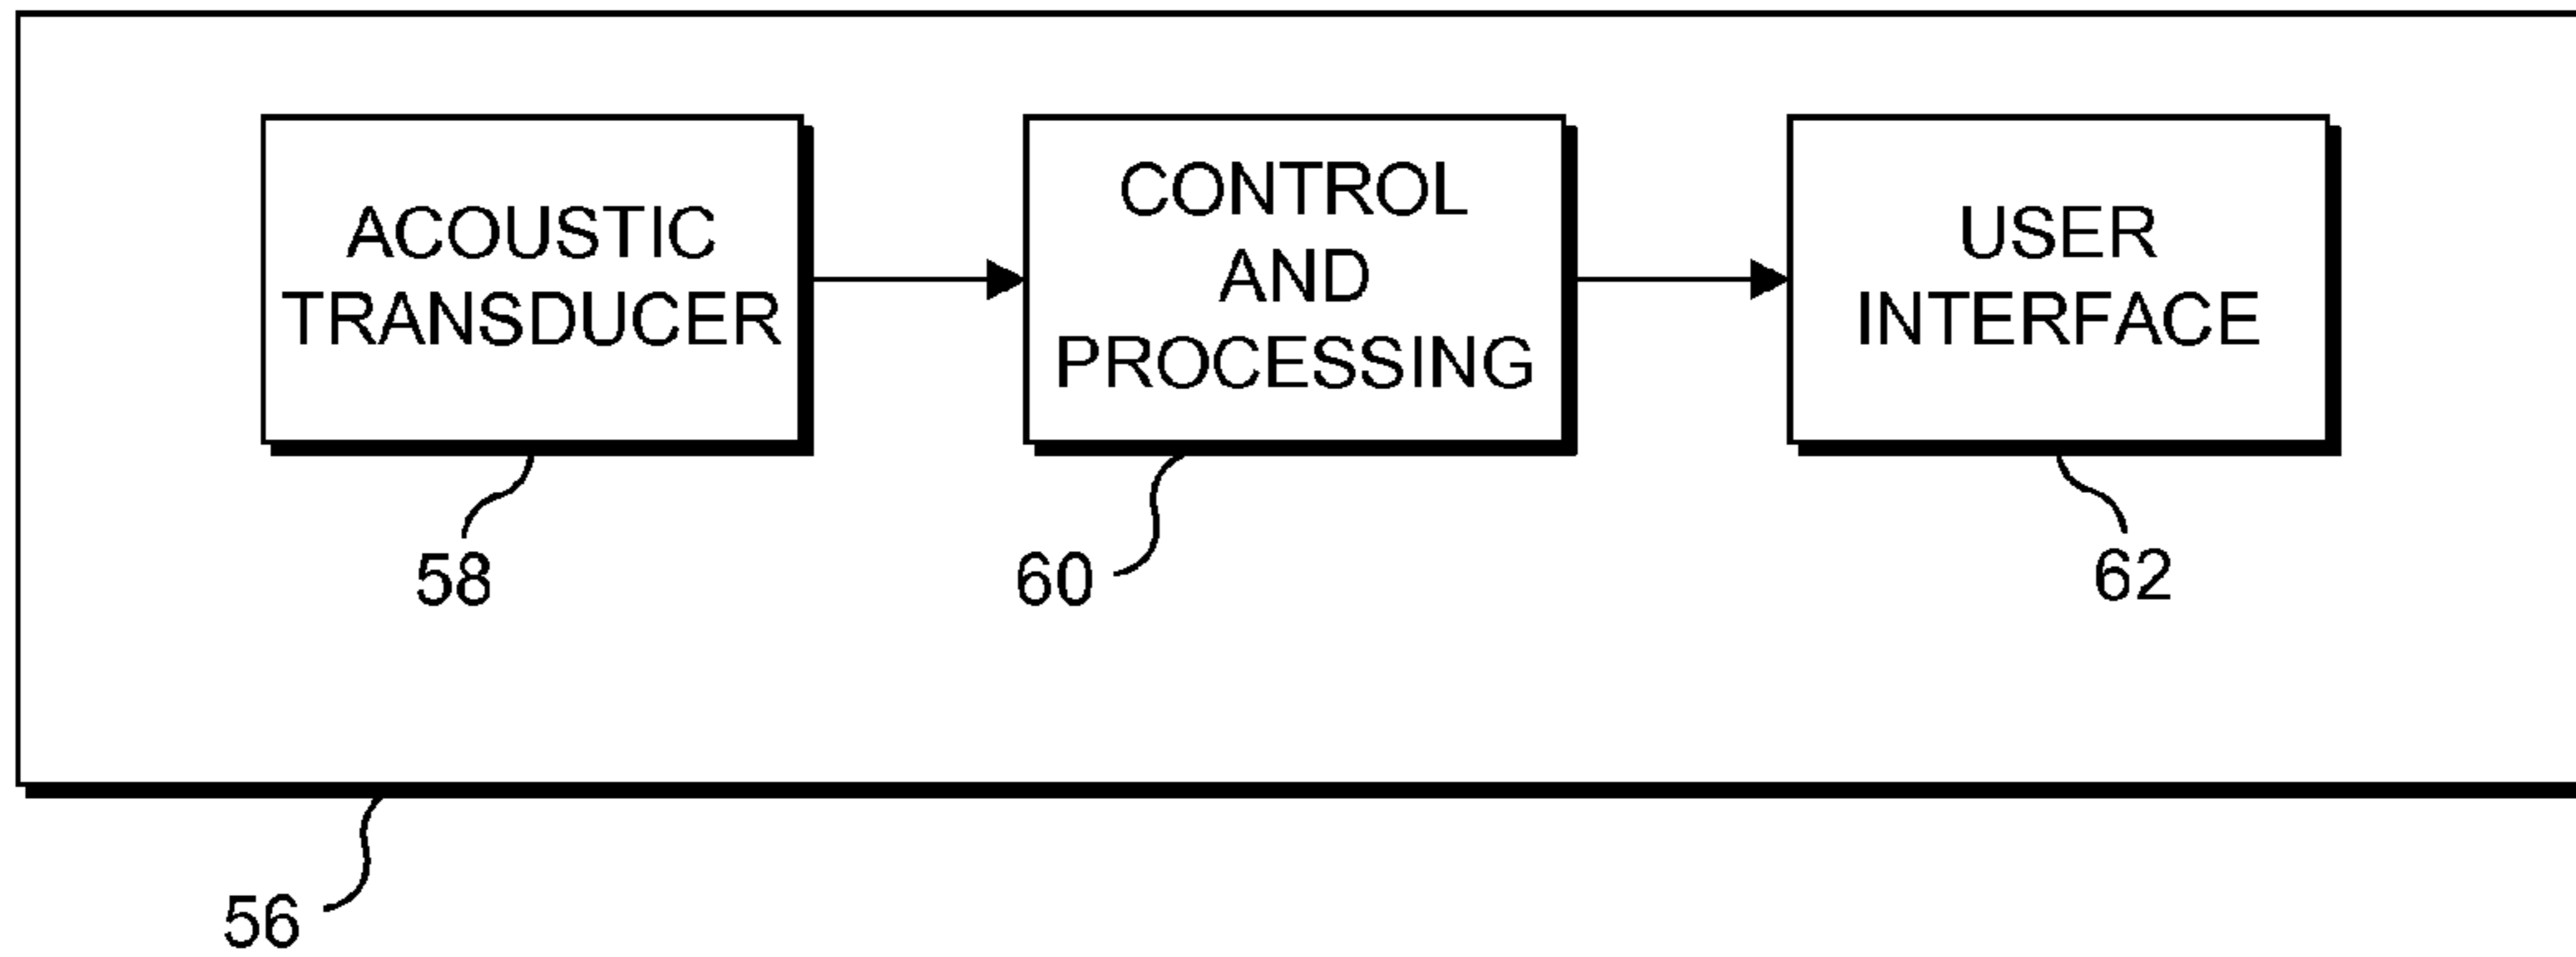 ACOUSTIC
TRANSDUCER
CONTROL
AND
PROCESSING
USER
INTERFACE
58
60
62
56